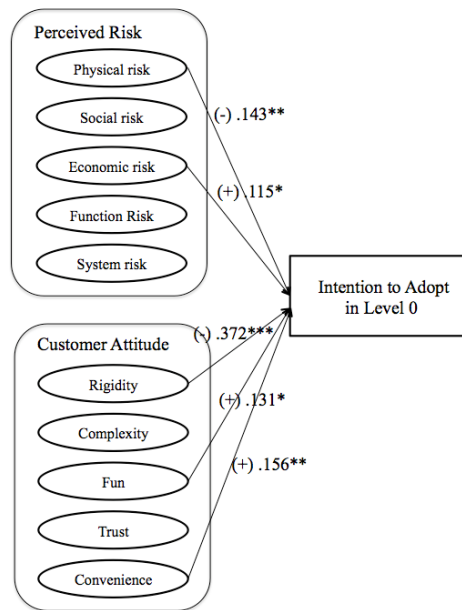 Perceived Risk
Physical risk
(-) .143**
Social risk
Economic risk
(+) .115*
Function Risk
System risk
Intention to Adopt
in Level 0
Customer Attitude
(-) .372***
Rigidity
(+) .131*
Complexity
(+) .156**
Fun
Trust
Convenience